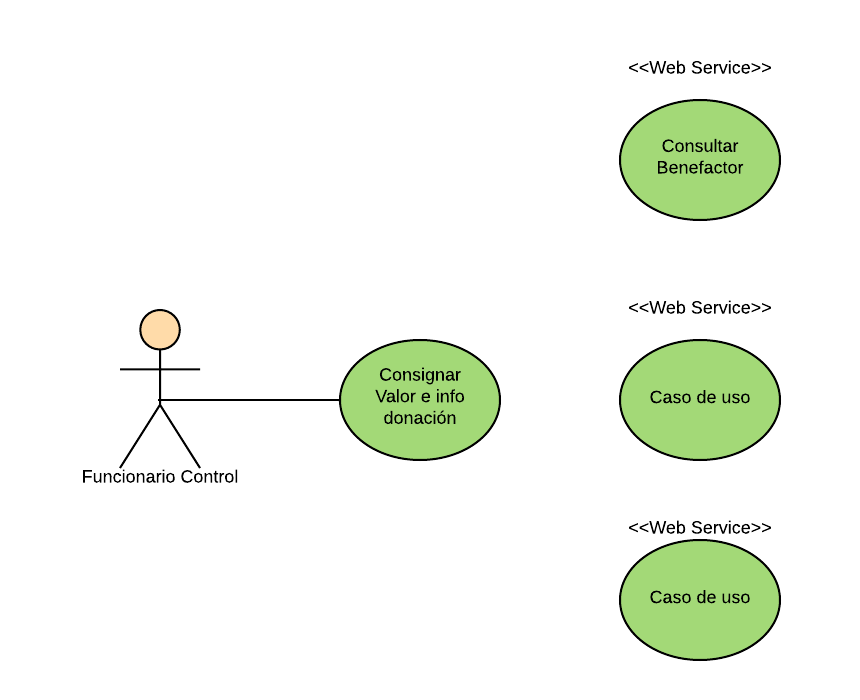 <<Web Service>>
Consultar
Benefactor
<<Web Service>>
Consignar
Valor e info
donación
Caso de uso
Funcionario Control
<<Web Service>>
Caso de uso